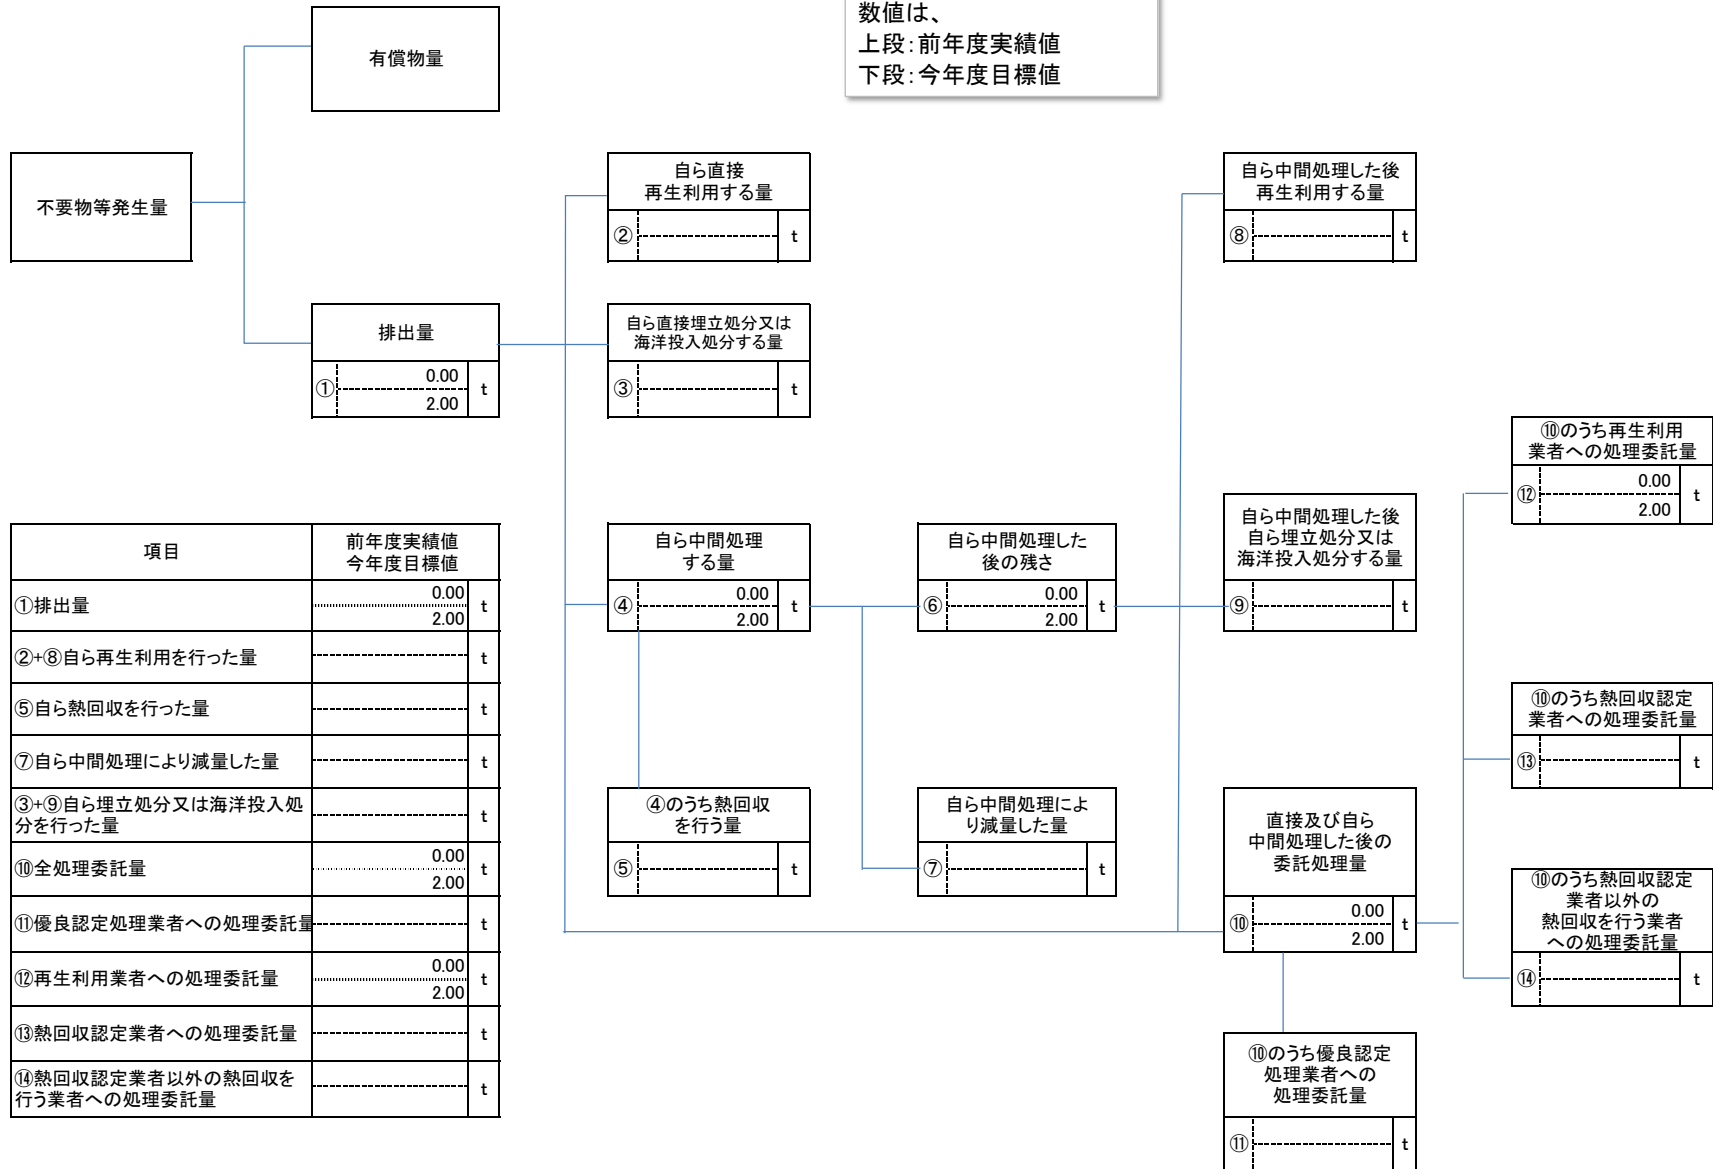 数値は、
上段：前年度実績値
下段：今年度目標値
有償物量
不要物等発生量
自ら直接
再生利用する量
② t
自ら中間処理した後
再生利用する量
⑧ t
排出量
① 0.00 t
2.00
自ら直接埋立処分又は
海洋投入処分する量
③ t
⑩のうち再生利用
業者への処理委託量
⑫ 0.00 t
2.00
自ら中間処理
する量
④ 0.00 t
2.00
自ら中間処理した
後の残さ
⑥ 0.00 t
2.00
自ら中間処理した後
自ら埋立処分又は
海洋投入処分する量
⑨ t
⑩のうち熱回収認定
業者への処理委託量
⑬ t
④のうち熱回収
を行う量
⑤ t
自ら中間処理によ
り減量した量
⑦ t
直接及び自ら
中間処理した後の
委託処理量
⑩ 0.00 t
2.00
⑩のうち熱回収認定
業者以外の
熱回収を行う業者
への処理委託量
⑭ t
⑩のうち優良認定
処理業者への
処理委託量
⑪ t
項目 前年度実績値
今年度目標値
①排出量 0.00 t
2.00
②+⑧自ら再生利用を行った量 t
⑤自ら熱回収を行った量 t
⑦自ら中間処理により減量した量 t
③+⑨自ら埋立処分又は海洋投入処
分を行った量 t
⑩全処理委託量 0.00 t
2.00
⑪優良認定処理業者への処理委託量 t
⑫再生利用業者への処理委託量 0.00 t
2.00
⑬熱回収認定業者への処理委託量 t
⑭熱回収認定業者以外の熱回収を
行う業者への処理委託量 t